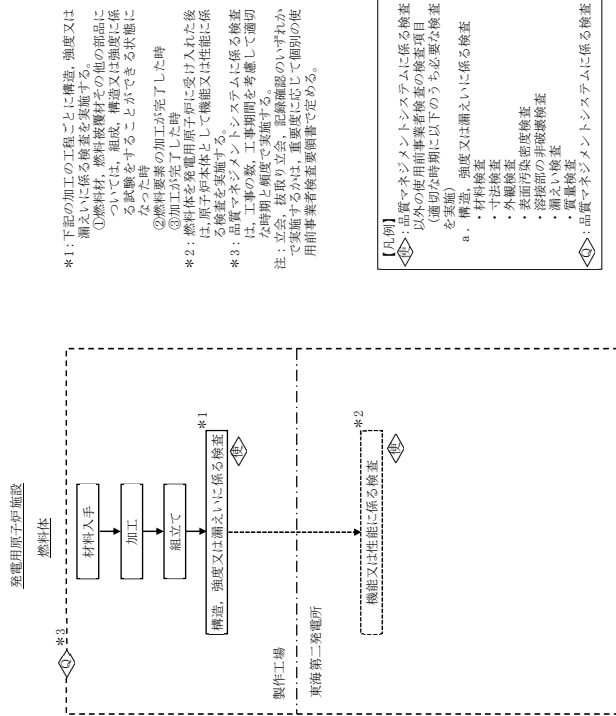 発電用原子炉施設
燃料体
Q *3
材料入手
加工
組立て
構造，強度又は漏えいに係る検査 *1
使
製作工場
東海第二発電所
機能又は性能に係る検査 *2
使
*1：下記の加工の工程ごとに構造，強度又は
漏えいに係る検査を実施する。
①燃料材，燃料被覆材その他の部品に
ついては，組成，構造又は強度に係
る試験をすることができる状態に
なった時
②燃料要素の加工が完了した時
③加工が完了した時
*2：燃料体を発電用原子炉に受け入れた後
は，原子炉本体として機能又は性能に係
る検査を実施する。
*3：品質マネジメントシステムに係る検査
は，工事の数，工事期間を考慮して適切
な時期と頻度で実施する。
注：立会，抜取り立会，記録確認のいずれか
で実施するかは，重要度に応じて個別の使
用前事業者検査要領書で定める。
【凡例】
使：品質マネジメントシステムに係る検査
以外の使用前事業者検査の検査項目
（適切な時期に以下のうち必要な検査
を実施）
a．構造，強度又は漏えいに係る検査
・材料検査
・寸法検査
・外観検査
・表面汚染密度検査
・溶接部の非破壊検査
・漏えい検査
・質量検査
Q：品質マネジメントシステムに係る検査